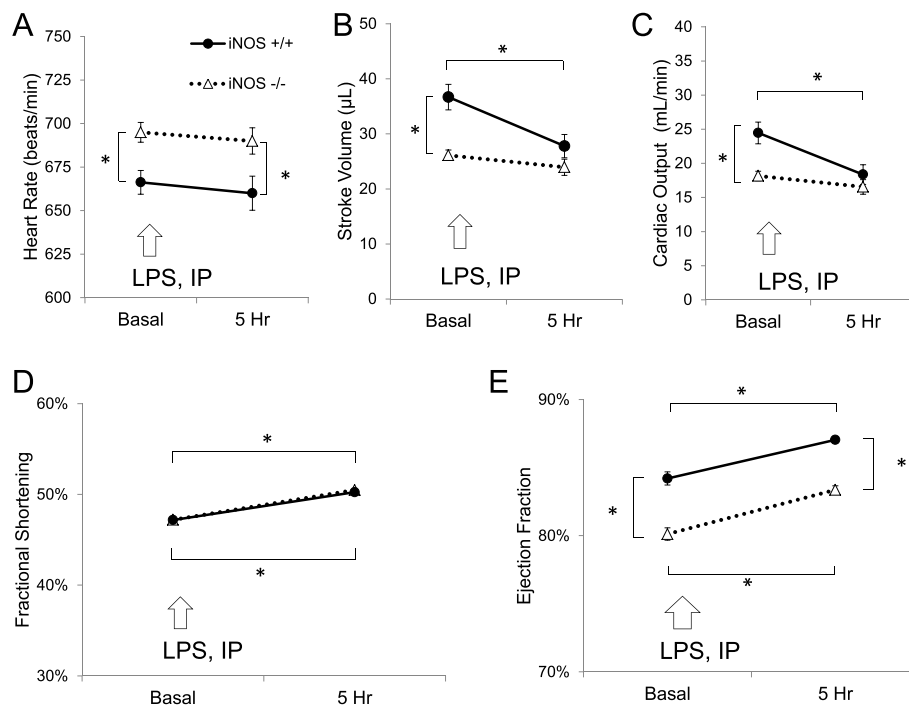 A
Heart Rate (beats/min)
750
725
700
675
650
625
600
iNOS +/+
iNOS -/-
*
*
LPS, IP
Basal
5 Hr
B
Stroke Volume (µL)
50
40
30
20
10
0
*
*
LPS, IP
Basal
5 Hr
C
Cardiac Output (mL/min)
40
35
30
25
20
15
10
5
0
*
*
LPS, IP
Basal
5 Hr
D
Fractional Shortening
60%
50%
40%
30%
*
*
LPS, IP
Basal
5 Hr
E
Ejection Fraction
90%
80%
70%
*
*
*
*
LPS, IP
Basal
5 Hr